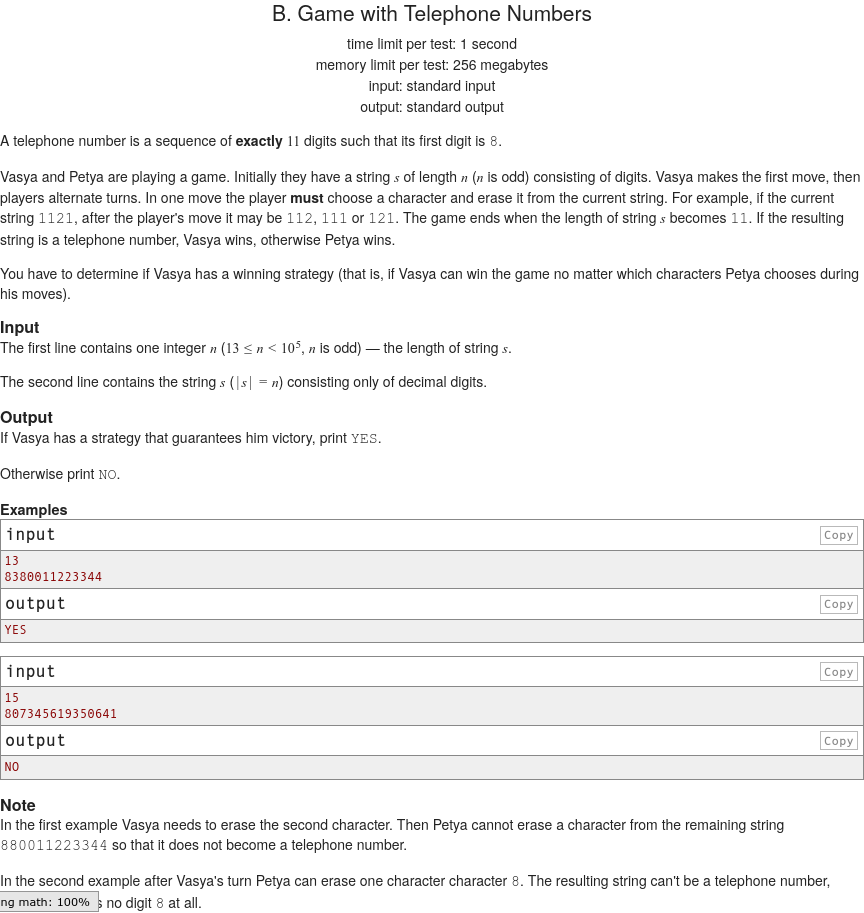 B. Game with Telephone Numbers
time limit per test: 1 second
memory limit per test: 256 megabytes
input: standard input
output: standard output
A telephone number is a sequence of exactly 11 digits such that its first digit is 8.
Vasya and Petya are playing a game. Initially they have a string s of length n (n is odd) consisting of digits. Vasya makes the first move, then
players alternate turns. In one move the player must choose a character and erase it from the current string. For example, if the current
string 1121, after the player's move it may be 112, 111 or 121. The game ends when the length of string s becomes 11. If the resulting
string is a telephone number, Vasya wins, otherwise Petya wins.
You have to determine if Vasya has a winning strategy (that is, if Vasya can win the game no matter which characters Petya chooses during
his moves).
Input
The first line contains one integer n (13 ≤ n < 10⁵, n is odd) — the length of string s.
The second line contains the string s (|s| = n) consisting only of decimal digits.
Output
If Vasya has a strategy that guarantees him victory, print YES.
Otherwise print NO.
Examples
input Copy
13
8380011223344
output Copy
YES
input Copy
15
807345619350641
output Copy
NO
Note
In the first example Vasya needs to erase the second character. Then Petya cannot erase a character from the remaining string
880011223344 so that it does not become a telephone number.
In the second example after Vasya's turn Petya can erase one character character 8. The resulting string can't be a telephone number,
ng math: 100% s no digit 8 at all.